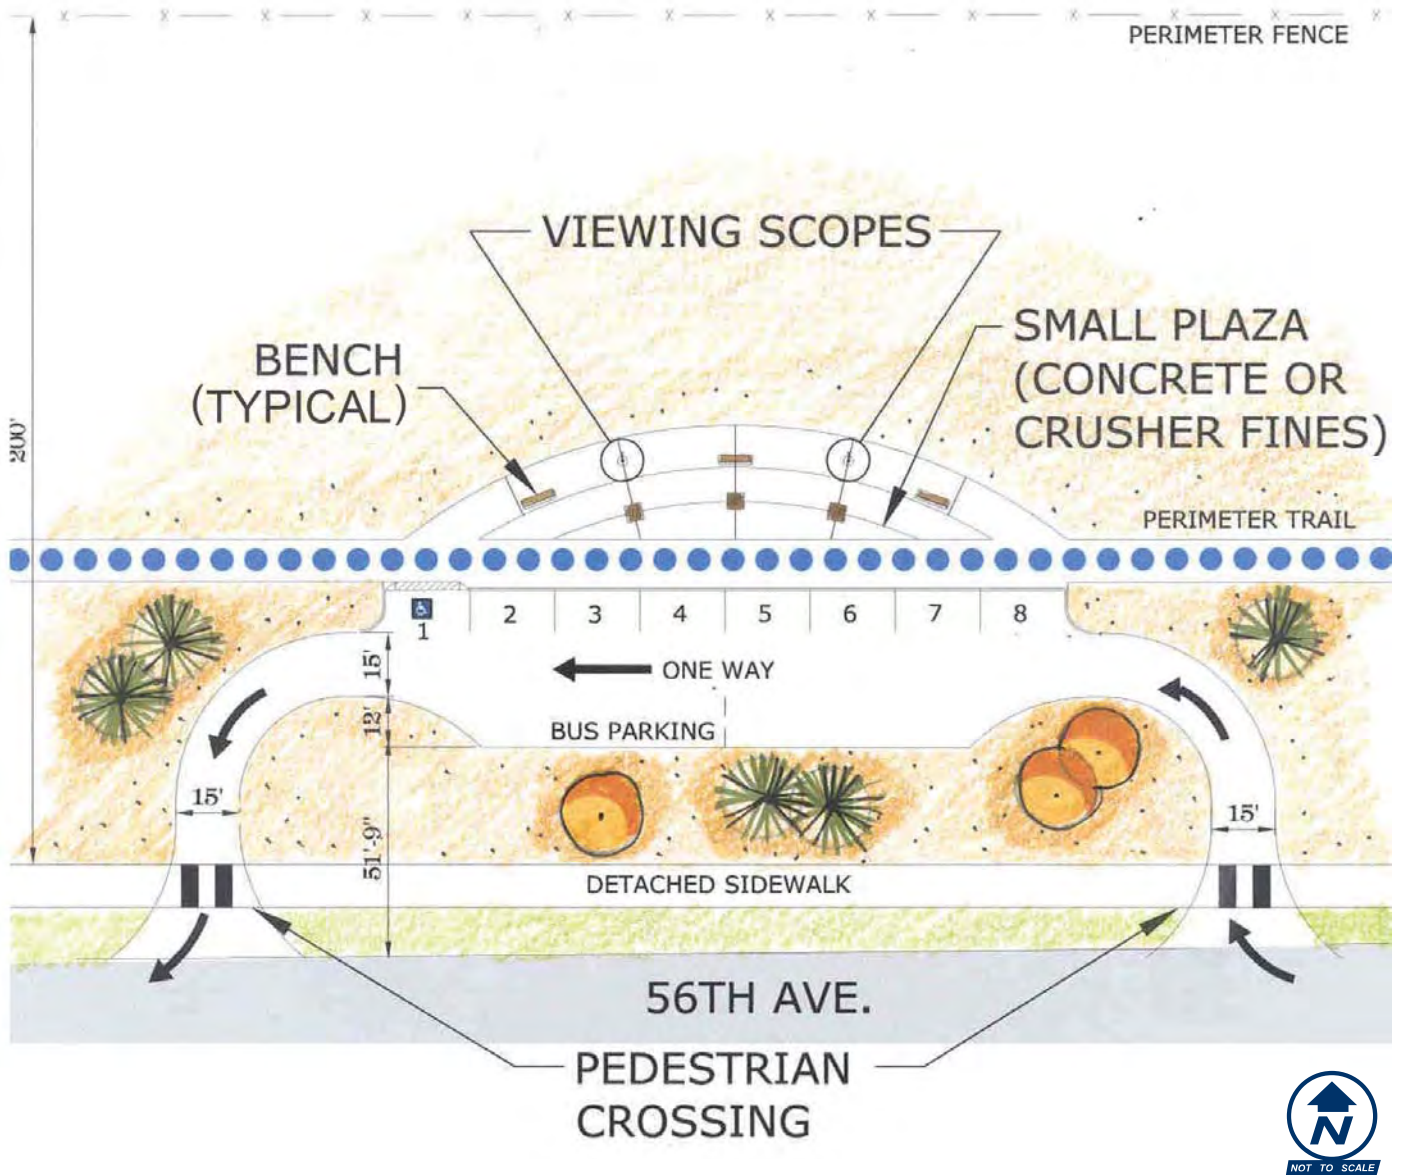 PERIMETER FENCE
VIEWING SCOPES
SMALL PLAZA
(CONCRETE OR
CRUSHER FINES)
BENCH
(TYPICAL)
200'
PERIMETER TRAIL
1
2
3
4
5
6
7
8
15'
ONE WAY
12'
BUS PARKING
15'
15'
51'-9"
DETACHED SIDEWALK
56TH AVE.
PEDESTRIAN
CROSSING
N
NOT TO SCALE